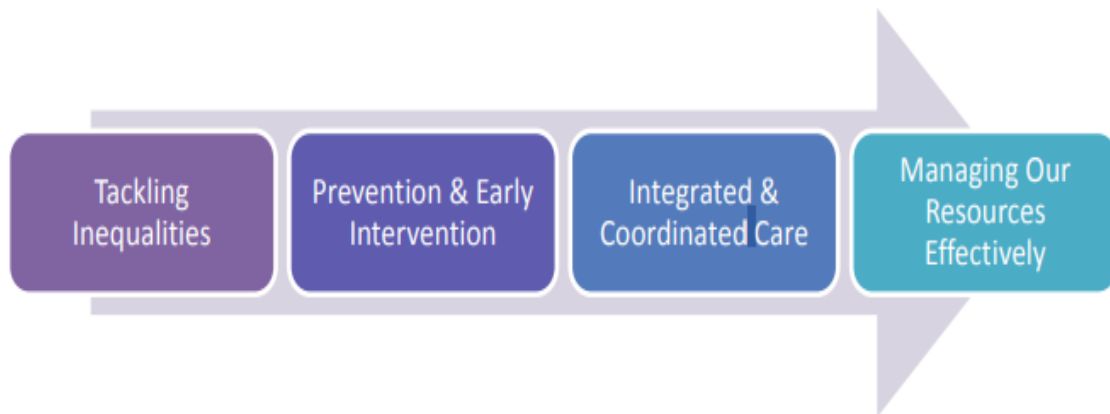 Tackling
Inequalities
Prevention & Early
Intervention
Integrated &
Coordinated Care
Managing Our
Resources
Effectively